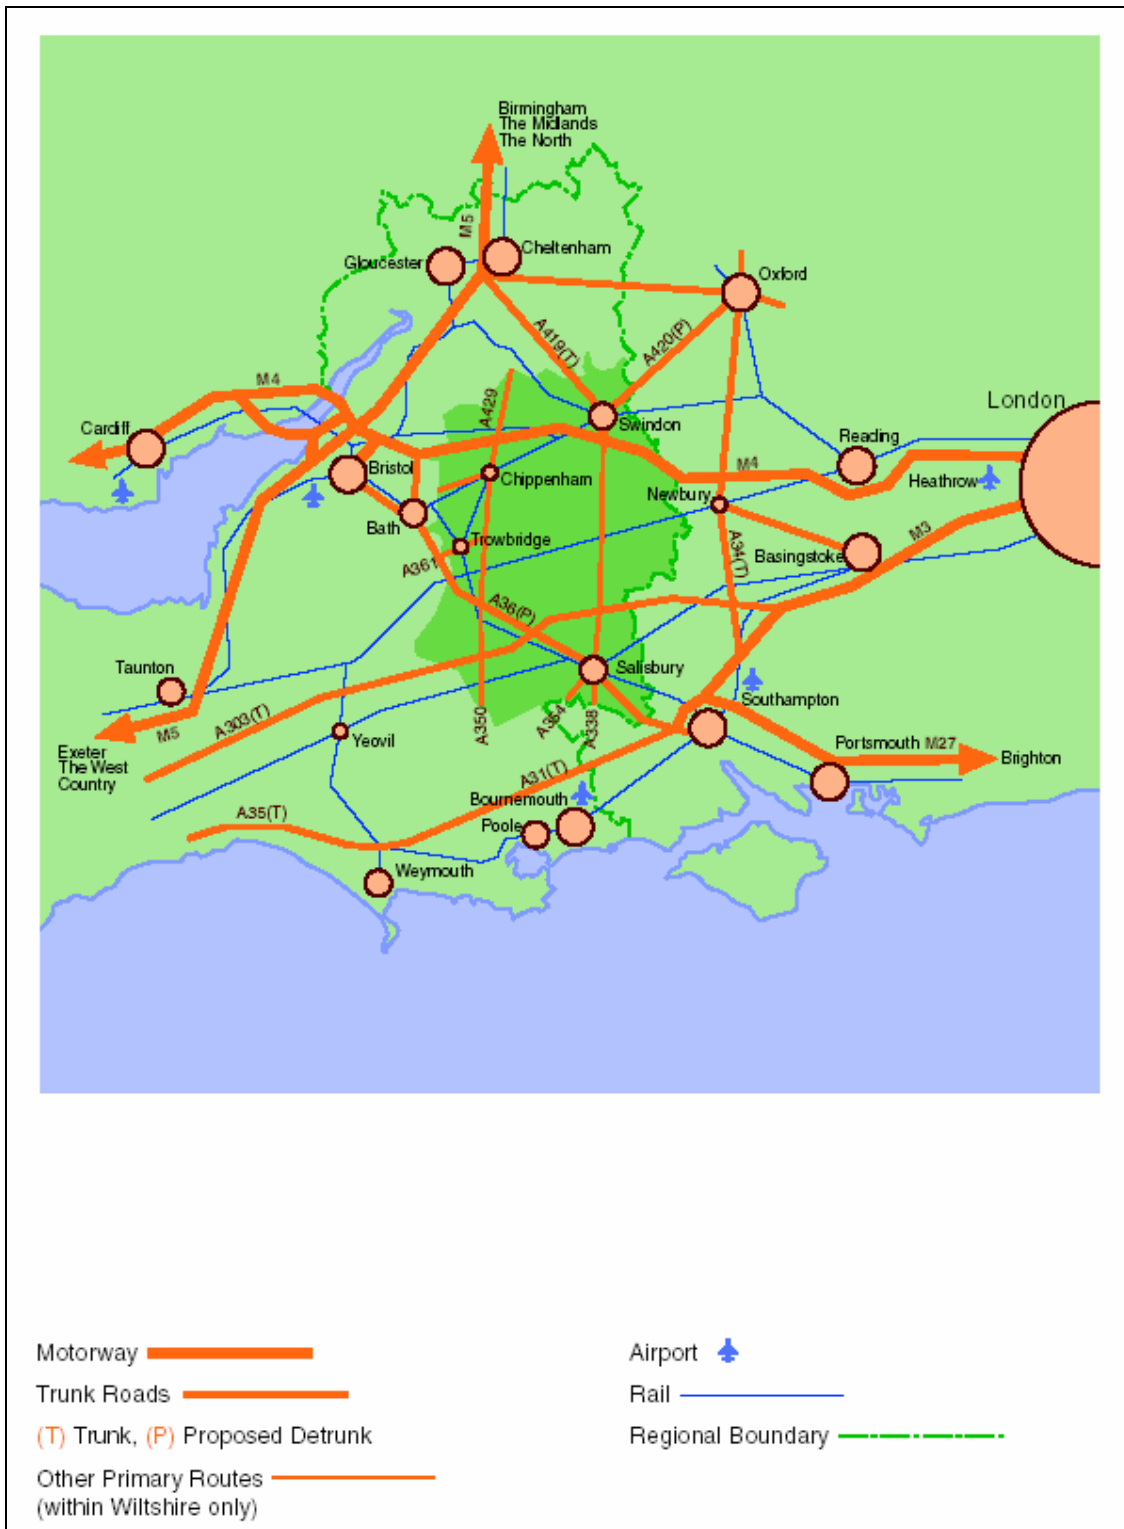 Birmingham
The Midlands
The North
M5
Cheltenham
Gloucester
Oxford
A419(T)
A420(P)
M4
A429
London
Cardiff
Swindon
Reading
Bristol
M4
Chippenham
Heathrow
Newbury
Bath
Trowbridge
M3
A361
A34(T)
Basingstoke
A36(P)
Taunton
Salisbury
Southampton
A303(T)
M5
A350
A354
A338
Yeovil
Exeter
The West
Country
Portsmouth M27
Brighton
A31(T)
Bournemouth
A35(T)
Poole
Weymouth
Motorway
Airport
Trunk Roads
Rail
(T) Trunk, (P) Proposed Detrunk
Regional Boundary
Other Primary Routes
(within Wiltshire only)